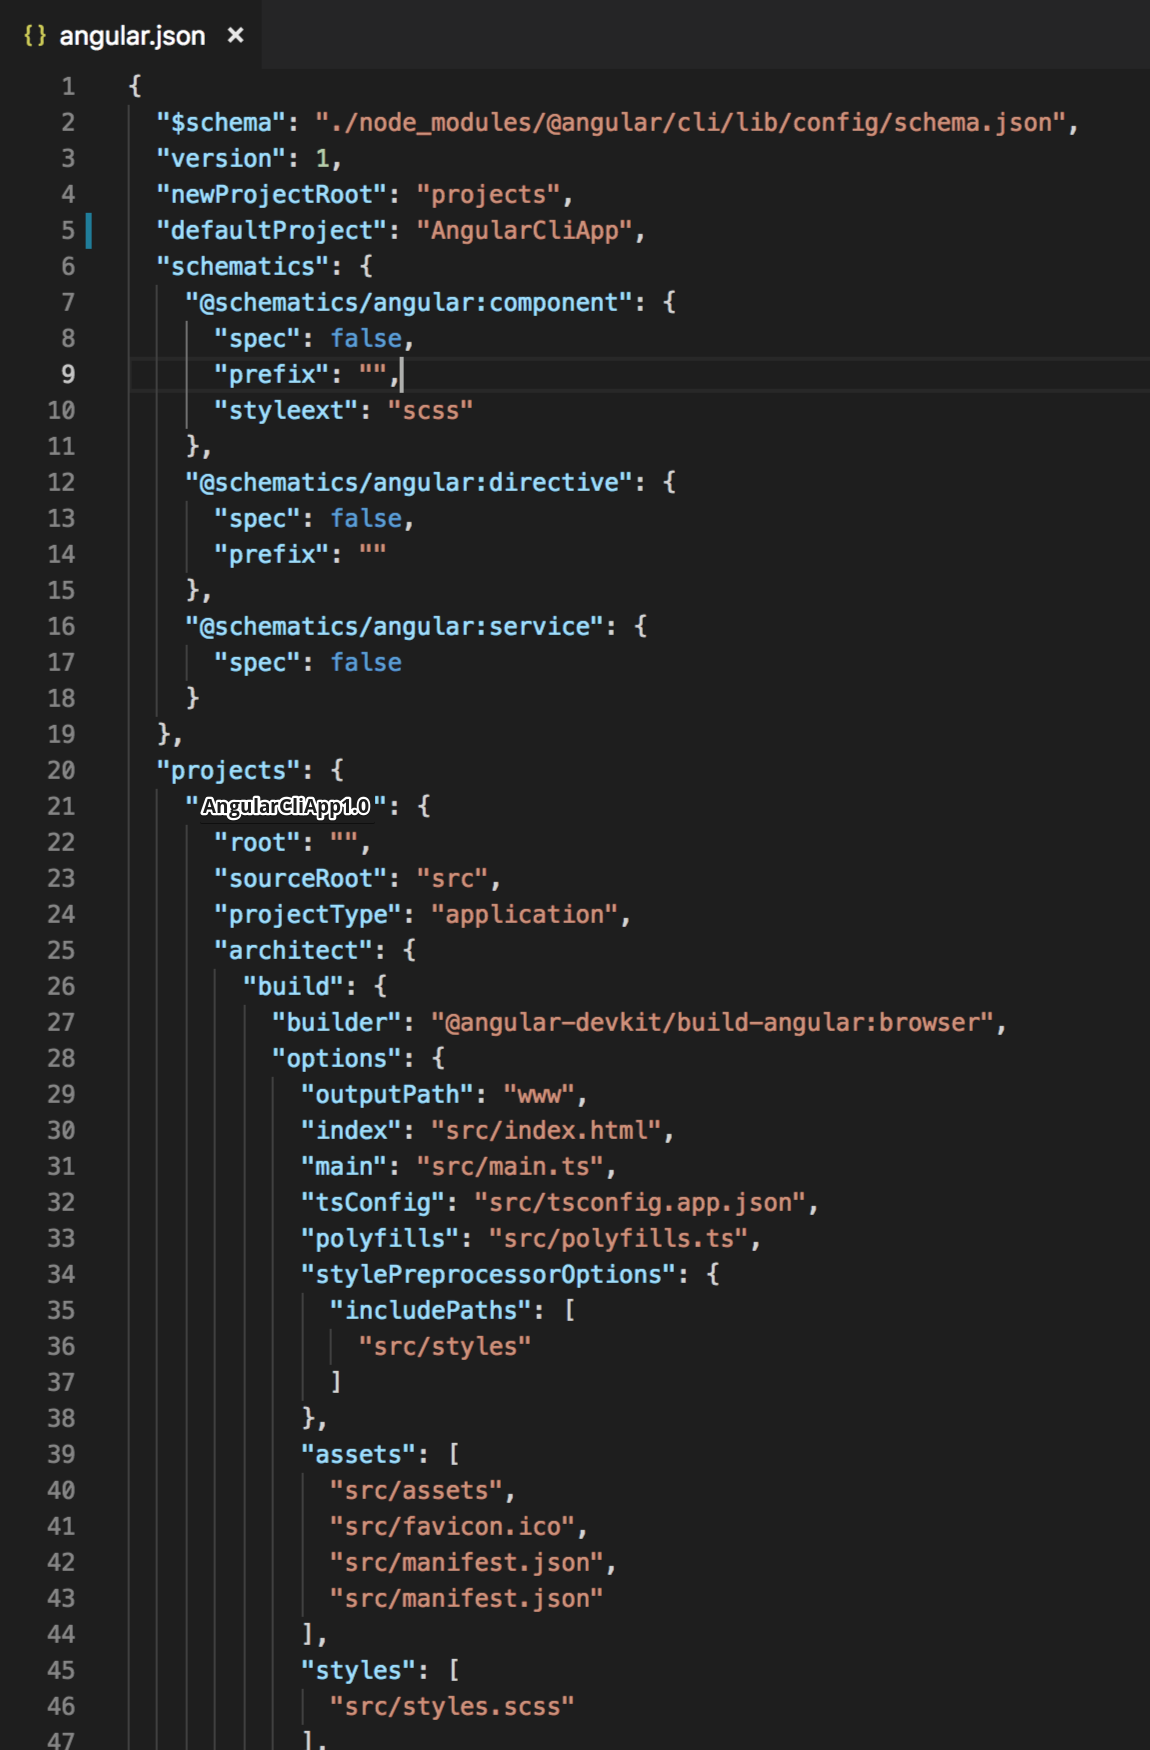 {} angular.json ×
1 {
2 "$schema": "./node_modules/@angular/cli/lib/config/schema.json",
3 "version": 1,
4 "newProjectRoot": "projects",
5 "defaultProject": "AngularCliApp",
6 "schematics": {
7 "@schematics/angular:component": {
8 "spec": false,
9 "prefix": "",
10 "styleext": "scss"
11 },
12 "@schematics/angular:directive": {
13 "spec": false,
14 "prefix": ""
15 },
16 "@schematics/angular:service": {
17 "spec": false
18 }
19 },
20 "projects": {
21 "AngularCliApp1.0": {
22 "root": "",
23 "sourceRoot": "src",
24 "projectType": "application",
25 "architect": {
26 "build": {
27 "builder": "@angular-devkit/build-angular:browser",
28 "options": {
29 "outputPath": "www",
30 "index": "src/index.html",
31 "main": "src/main.ts",
32 "tsConfig": "src/tsconfig.app.json",
33 "polyfills": "src/polyfills.ts",
34 "stylePreprocessorOptions": {
35 "includePaths": [
36 "src/styles"
37 ]
38 },
39 "assets": [
40 "src/assets",
41 "src/favicon.ico",
42 "src/manifest.json",
43 "src/manifest.json"
44 ],
45 "styles": [
46 "src/styles.scss"
47 ],